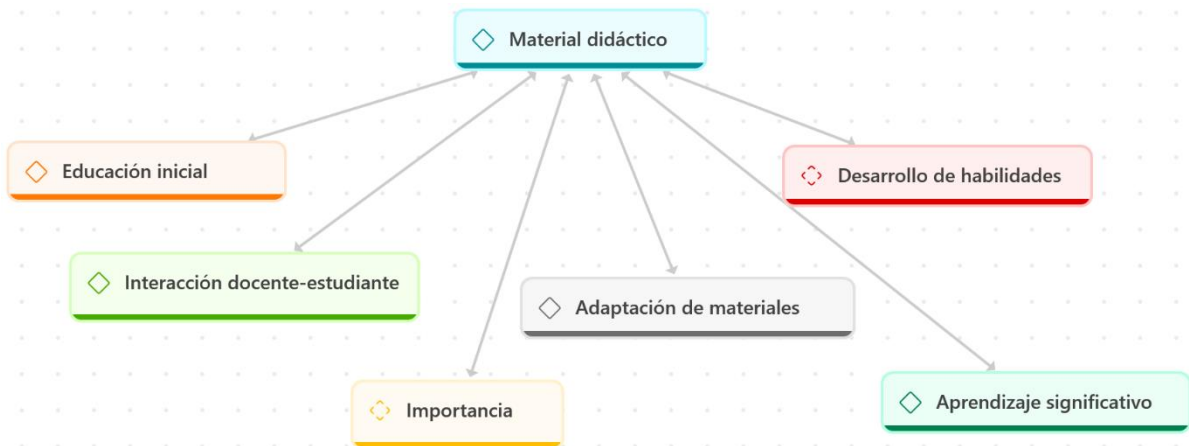 Material didáctico
Educación inicial
Desarrollo de habilidades
Interacción docente-estudiante
Adaptación de materiales
Importancia
Aprendizaje significativo